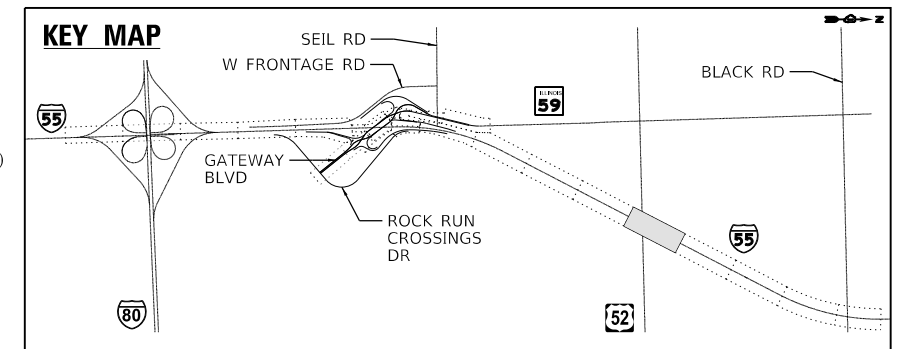 KEY MAP
Z
SEIL RD
W FRONTAGE RD
BLACK RD
ILLINOIS
59
55
)
GATEWAY
BLVD
ROCK RUN
CROSSINGS
DR
55
80
52